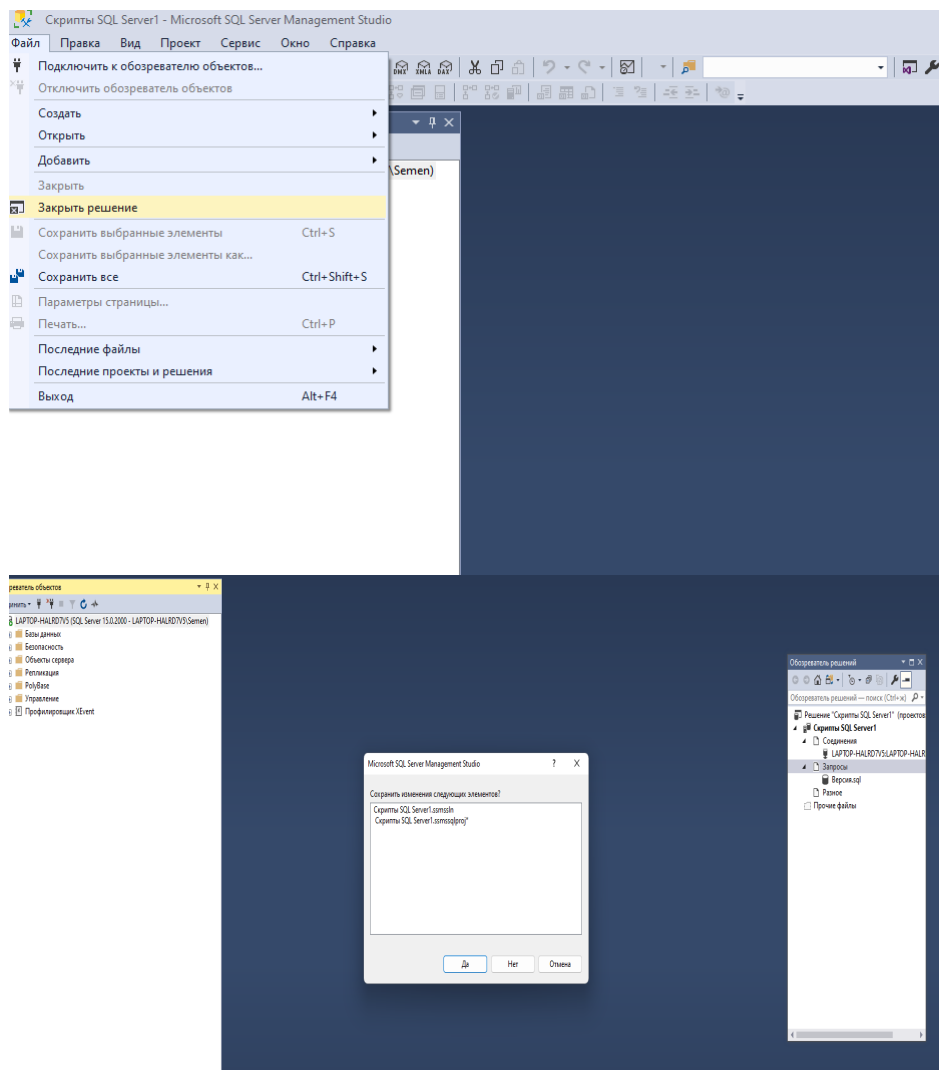 Скрипты SQL Server1 - Microsoft SQL Server Management Studio
Файл Правка Вид Проект Сервис Окно Справка
Подключить к обозревателю объектов...
DMX XMLA DAX
Отключить обозреватель объектов
Создать
Открыть
Добавить
\Semen)
Закрыть
Закрыть решение
Сохранить выбранные элементы Ctrl+S
Сохранить выбранные элементы как...
Сохранить все Ctrl+Shift+S
Параметры страницы...
Печать... Ctrl+P
Последние файлы
Последние проекты и решения
Выход Alt+F4
реватель объектов
динить
LAPTOP-HALRD7V5 (SQL Server 15.0.2000 - LAPTOP-HALRD7V5\Semen)
Базы данных
Безопасность
Объекты сервера
Репликация
PolyBase
Управление
Профилировщик XEvent
Microsoft SQL Server Management Studio ? X
Сохранить изменения следующих элементов?
Скрипты SQL Server1.ssmssln
Скрипты SQL Server1.ssmssqlproj*
Да Нет Отмена
Обозреватель решений
Обозреватель решений — поиск (Ctrl+ж)
Решение "Скрипты SQL Server1" (проектов
Скрипты SQL Server1
Соединения
LAPTOP-HALRD7V5:LAPTOP-HALR
Запросы
Версия.sql
Разное
Прочие файлы